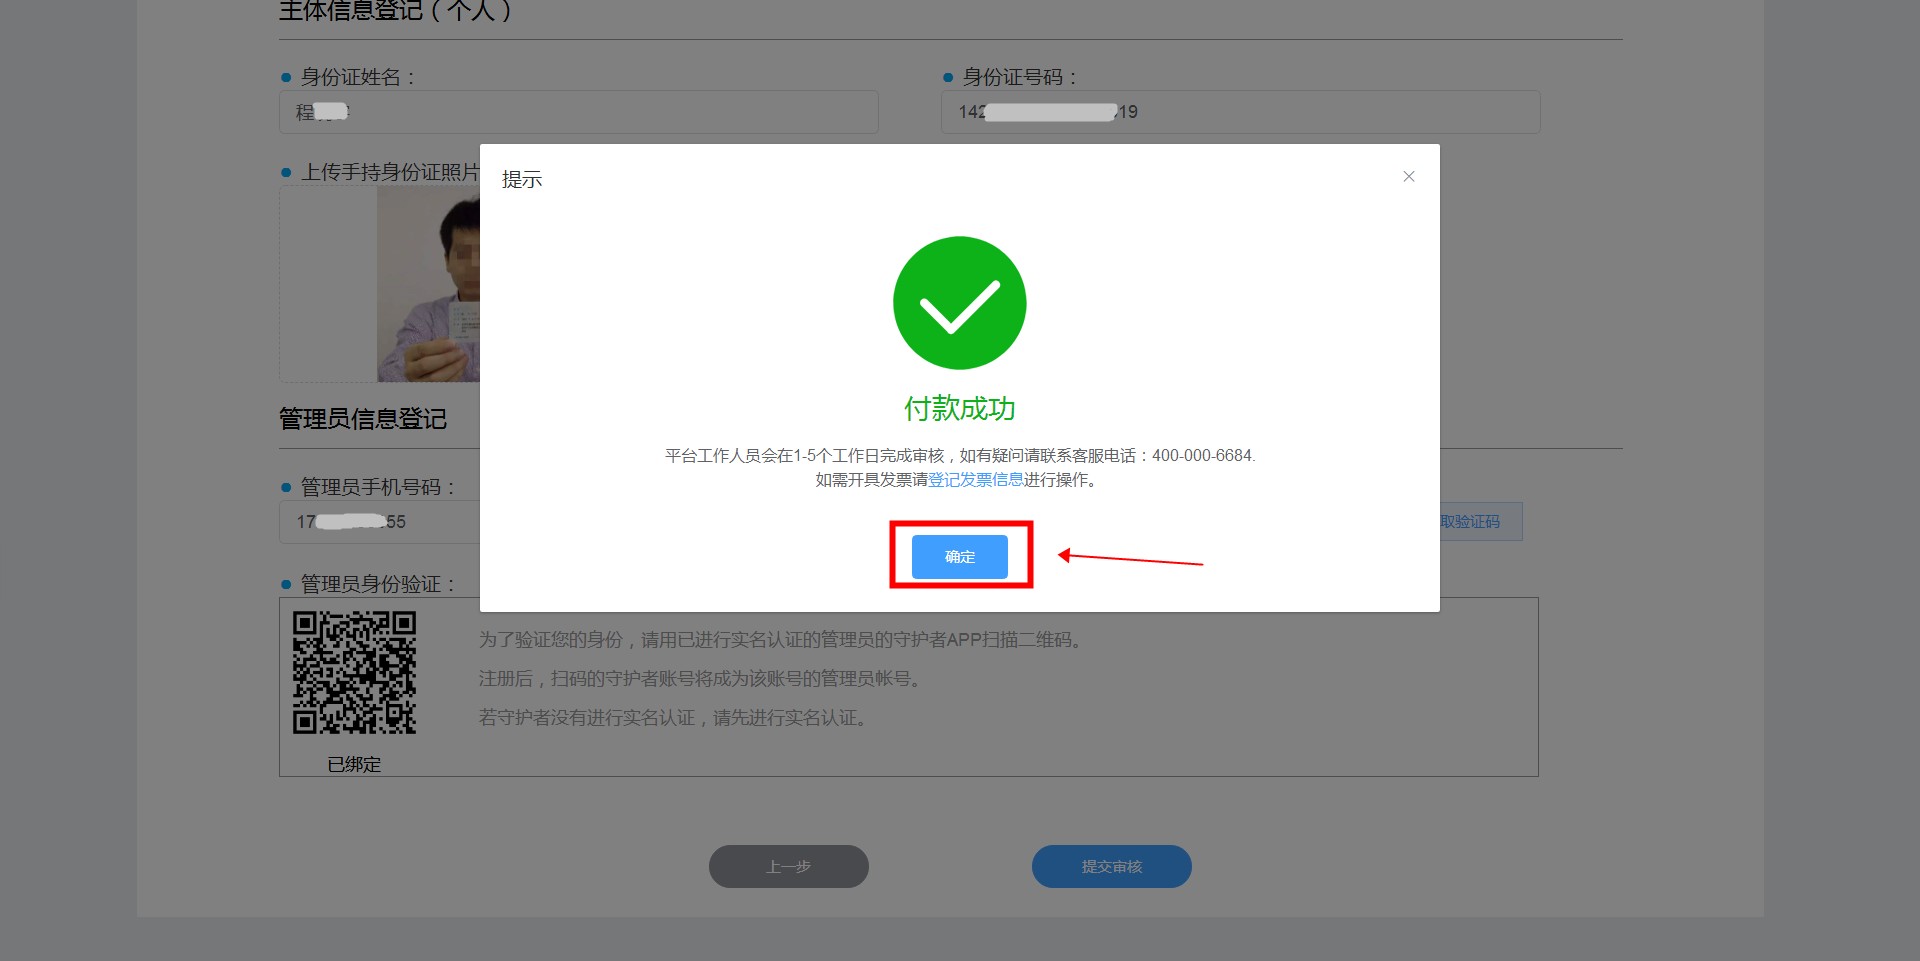 主体信息登记（个人）
身份证姓名：
身份证号码：
程
142 19
上传手持身份证照片
提示
付款成功
平台工作人员会在1-5个工作日完成审核，如有疑问请联系客服电话：400-000-6684.
如需开具发票请登记发票信息进行操作。
确定
管理员信息登记
管理员手机号码：
17 55
取验证码
管理员身份验证：
为了验证您的身份，请用已进行实名认证的管理员的守护者APP扫描二维码。
注册后，扫码的守护者账号将成为该账号的管理员帐号。
若守护者没有进行实名认证，请先进行实名认证。
已绑定
上一步
提交审核